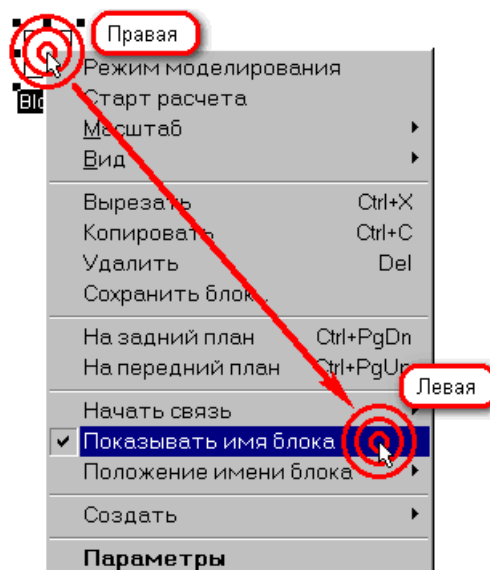 Правая
Режим моделирования
Blo
Старт расчета
Масштаб
Вид
Вырезать Ctrl+X
Копировать Ctrl+C
Удалить Del
Сохранить блок...
На задний план Ctrl+PgDn
На передний план Ctrl+PgUp
Левая
Начать связь
Показывать имя блока
Положение имени блока
Создать
Параметры